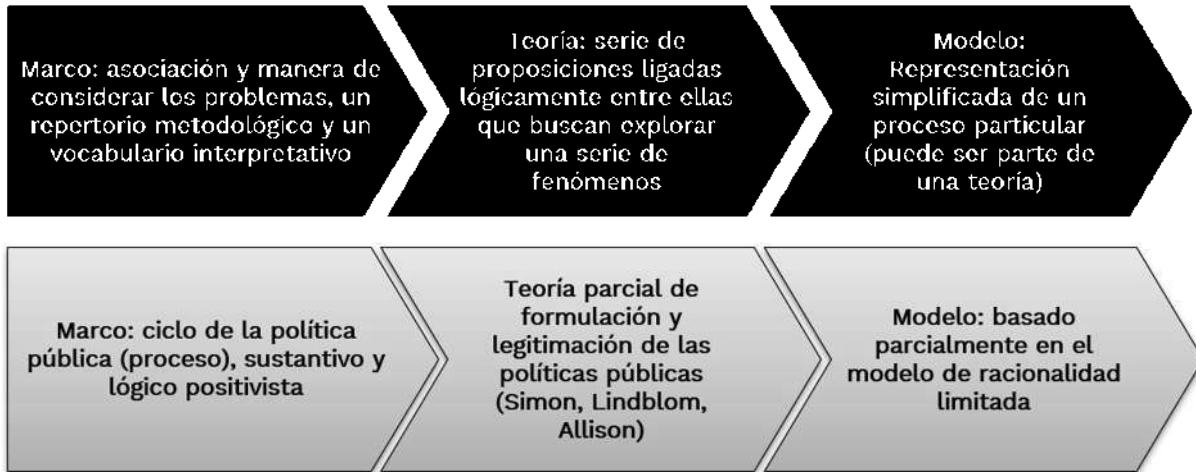 Marco: asociación y manera de
considerar los problemas, un
repertorio metodológico y un
vocabulario interpretativo
Teoría: serie de
proposiciones ligadas
lógicamente entre ellas
que buscan explorar
una serie de
fenómenos
Modelo:
Representación
simplificada de un
proceso particular
(puede ser parte de
una teoría)
Marco: ciclo de la política
pública (proceso), sustantivo y
lógico positivista
Teoría parcial de
formulación y
legitimación de las
políticas públicas
(Simon, Lindblom,
Allison)
Modelo: basado
parcialmente en el
modelo de racionalidad
limitada